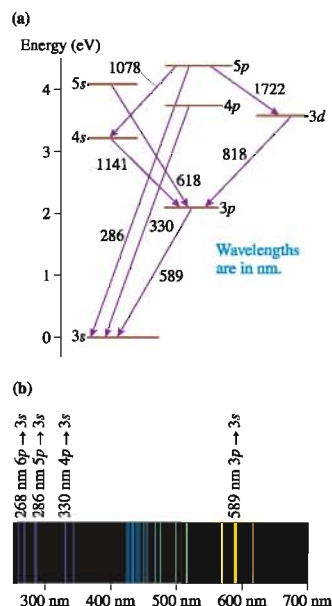 (a)
Energy (eV)
1078
5p
1722
4
5s
4p
3d
4s
3
1141
618
818
2
3p
286
330
Wavelengths
are in nm.
589
1
0
3s
(b)
268 nm 6p → 3s
286 nm 5p → 3s
330 nm 4p → 3s
589 nm 3p → 3s
300 nm
400 nm
500 nm
600 nm
700 nm